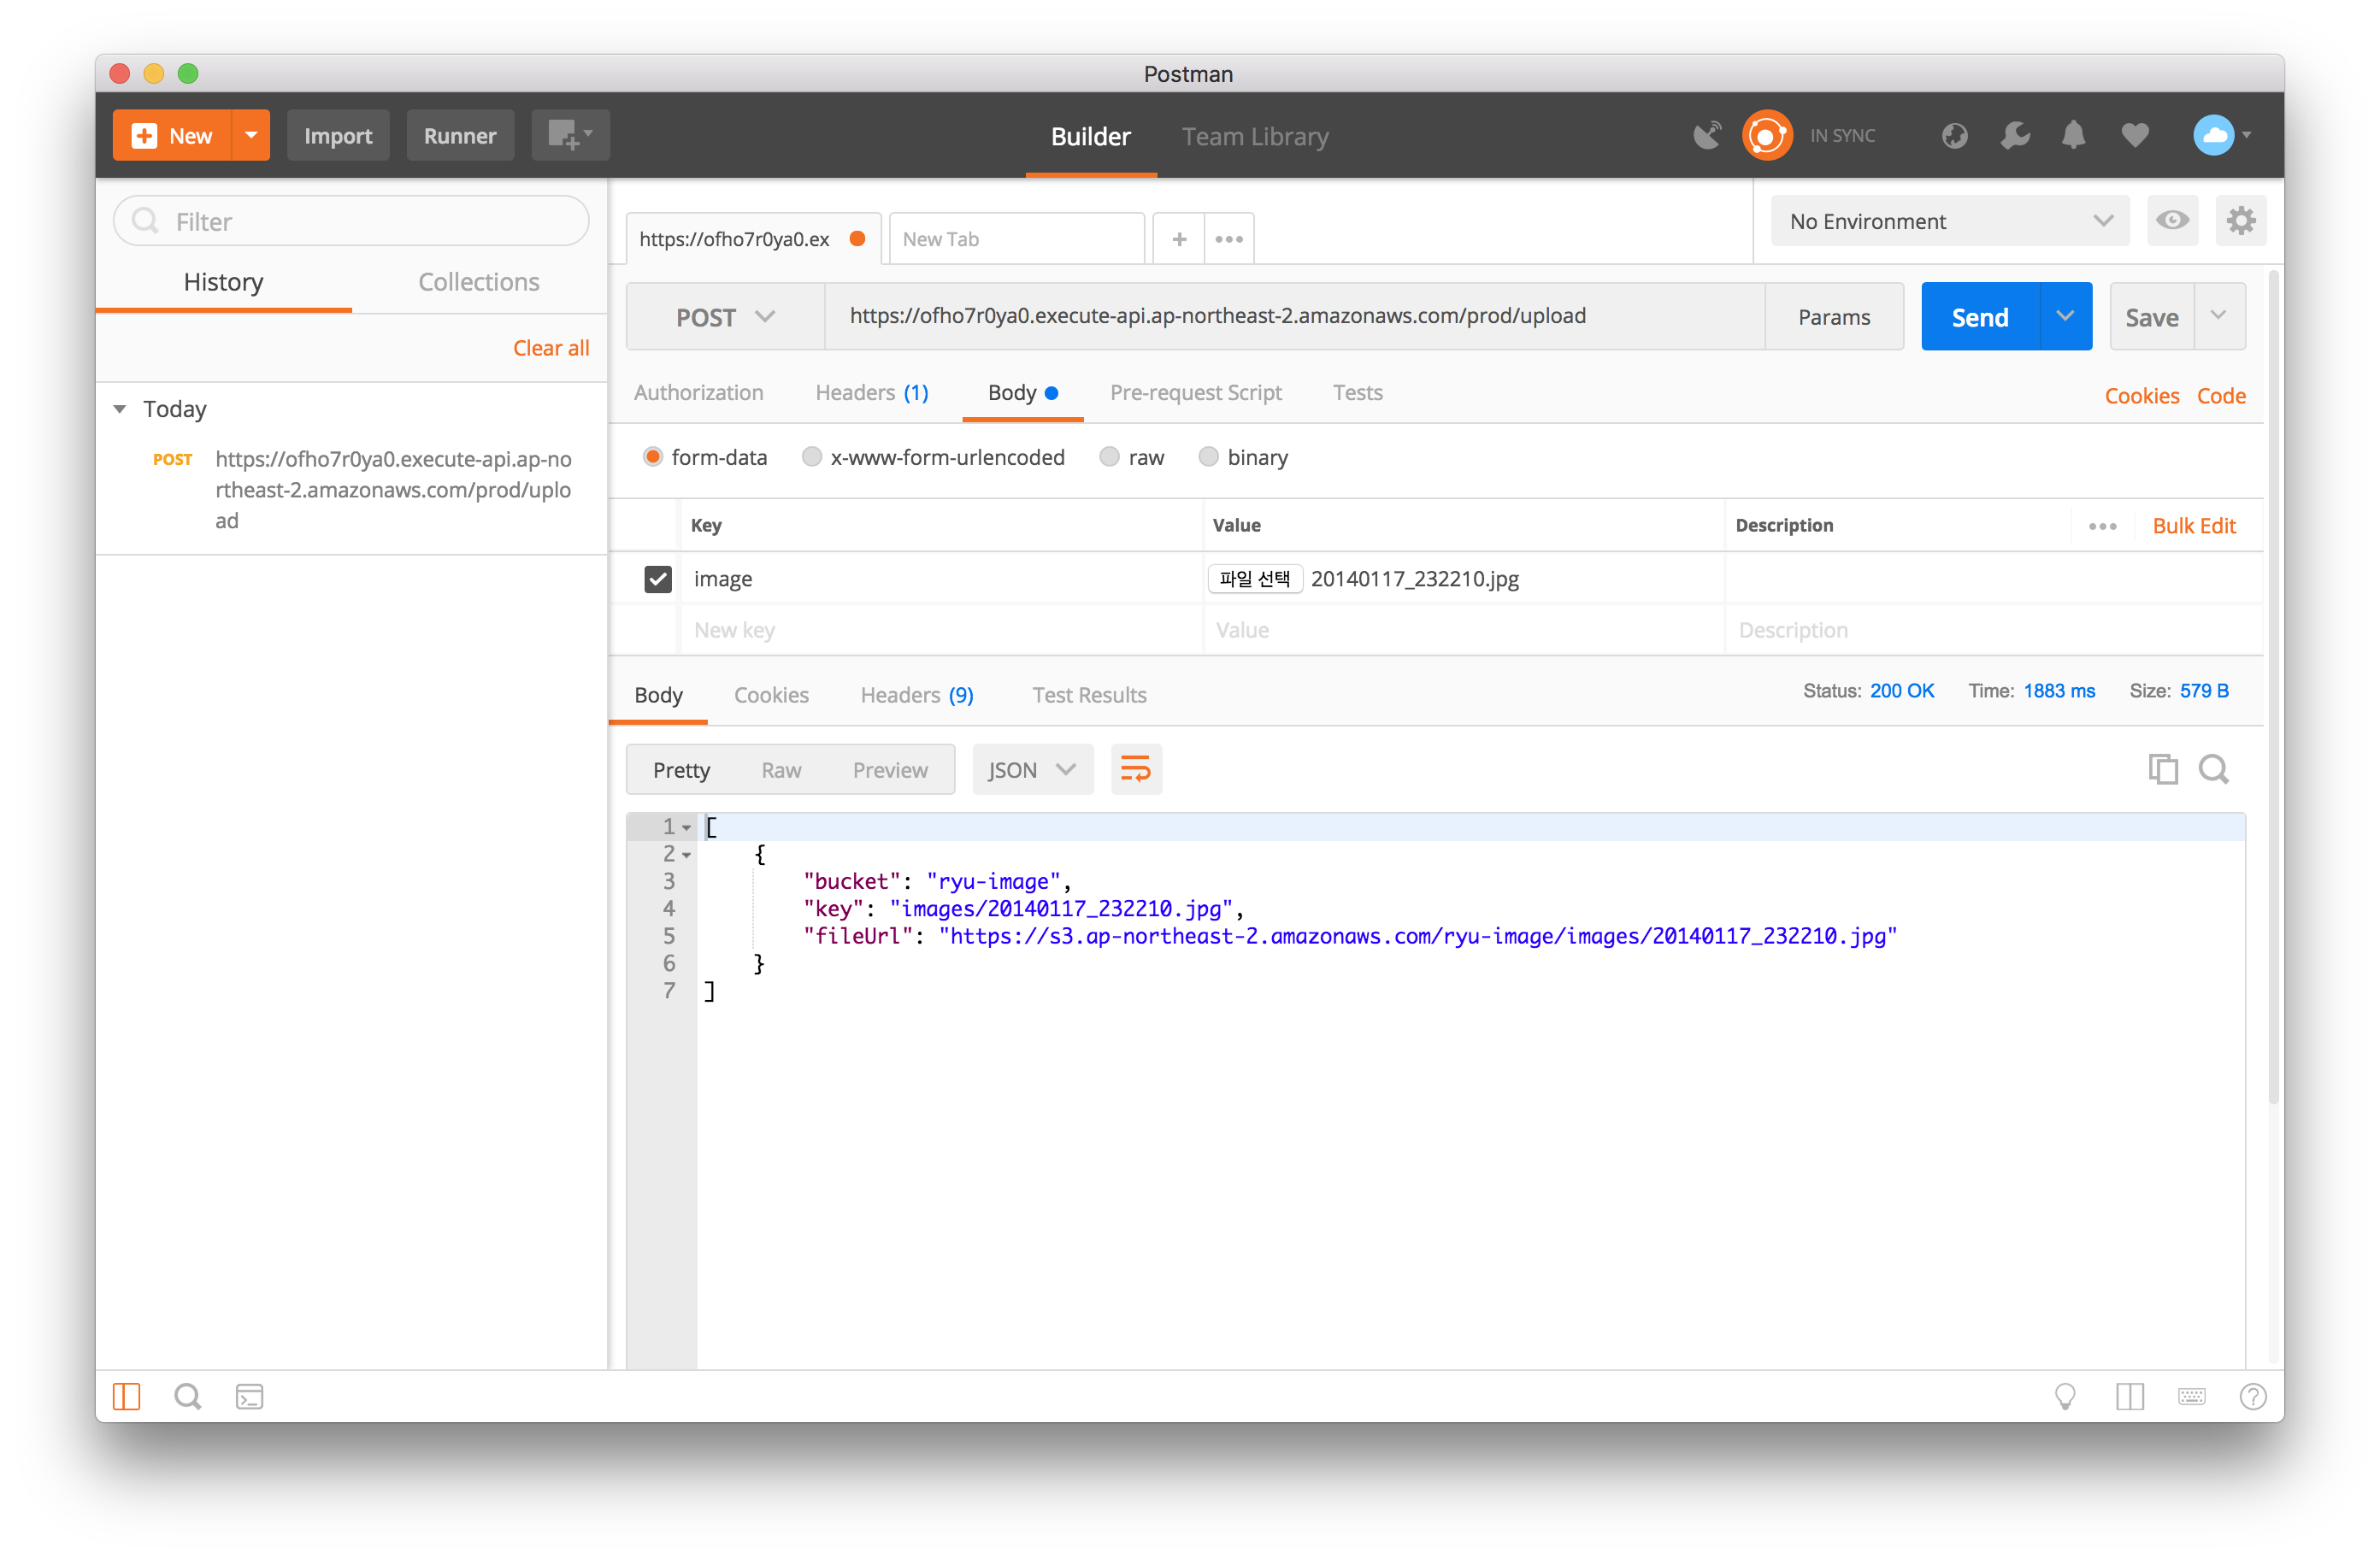 Postman
New Import Runner Builder Team Library IN SYNC
Filter
History Collections
Clear all
Today
POST https://ofho7r0ya0.execute-api.ap-no
rtheast-2.amazonaws.com/prod/uplo
ad
https://ofho7r0ya0.ex New Tab + ••• No Environment
POST https://ofho7r0ya0.execute-api.ap-northeast-2.amazonaws.com/prod/upload Params Send Save
Authorization Headers (1) Body Pre-request Script Tests Cookies Code
form-data x-www-form-urlencoded raw binary
Key Value Description ••• Bulk Edit
image 파일 선택 20140117_232210.jpg
New key Value Description
Body Cookies Headers (9) Test Results Status: 200 OK Time: 1883 ms Size: 579 B
Pretty Raw Preview JSON
1 [
2 {
3 "bucket": "ryu-image",
4 "key": "images/20140117_232210.jpg",
5 "fileUrl": "https://s3.ap-northeast-2.amazonaws.com/ryu-image/images/20140117_232210.jpg"
6 }
7 ]